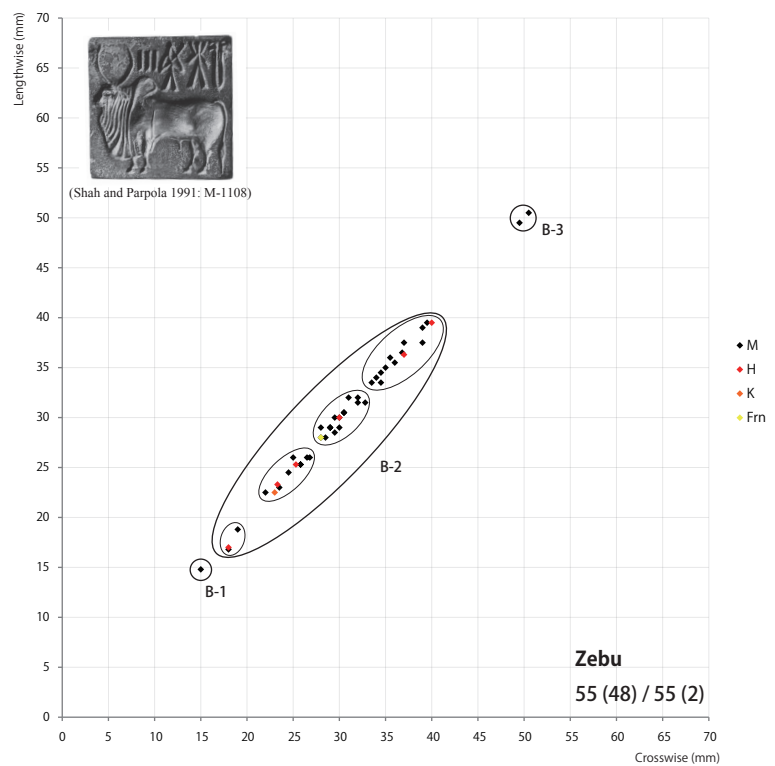 Lengthwise (mm)
70
65
60
55
50
45
40
35
30
25
20
15
10
5
0
(Shah and Parpola 1991: M-1108)
B-3
B-2
B-1
M
H
K
Frn
Zebu
55 (48) / 55 (2)
0 5 10 15 20 25 30 35 40 45 50 55 60 65 70
Crosswise (mm)